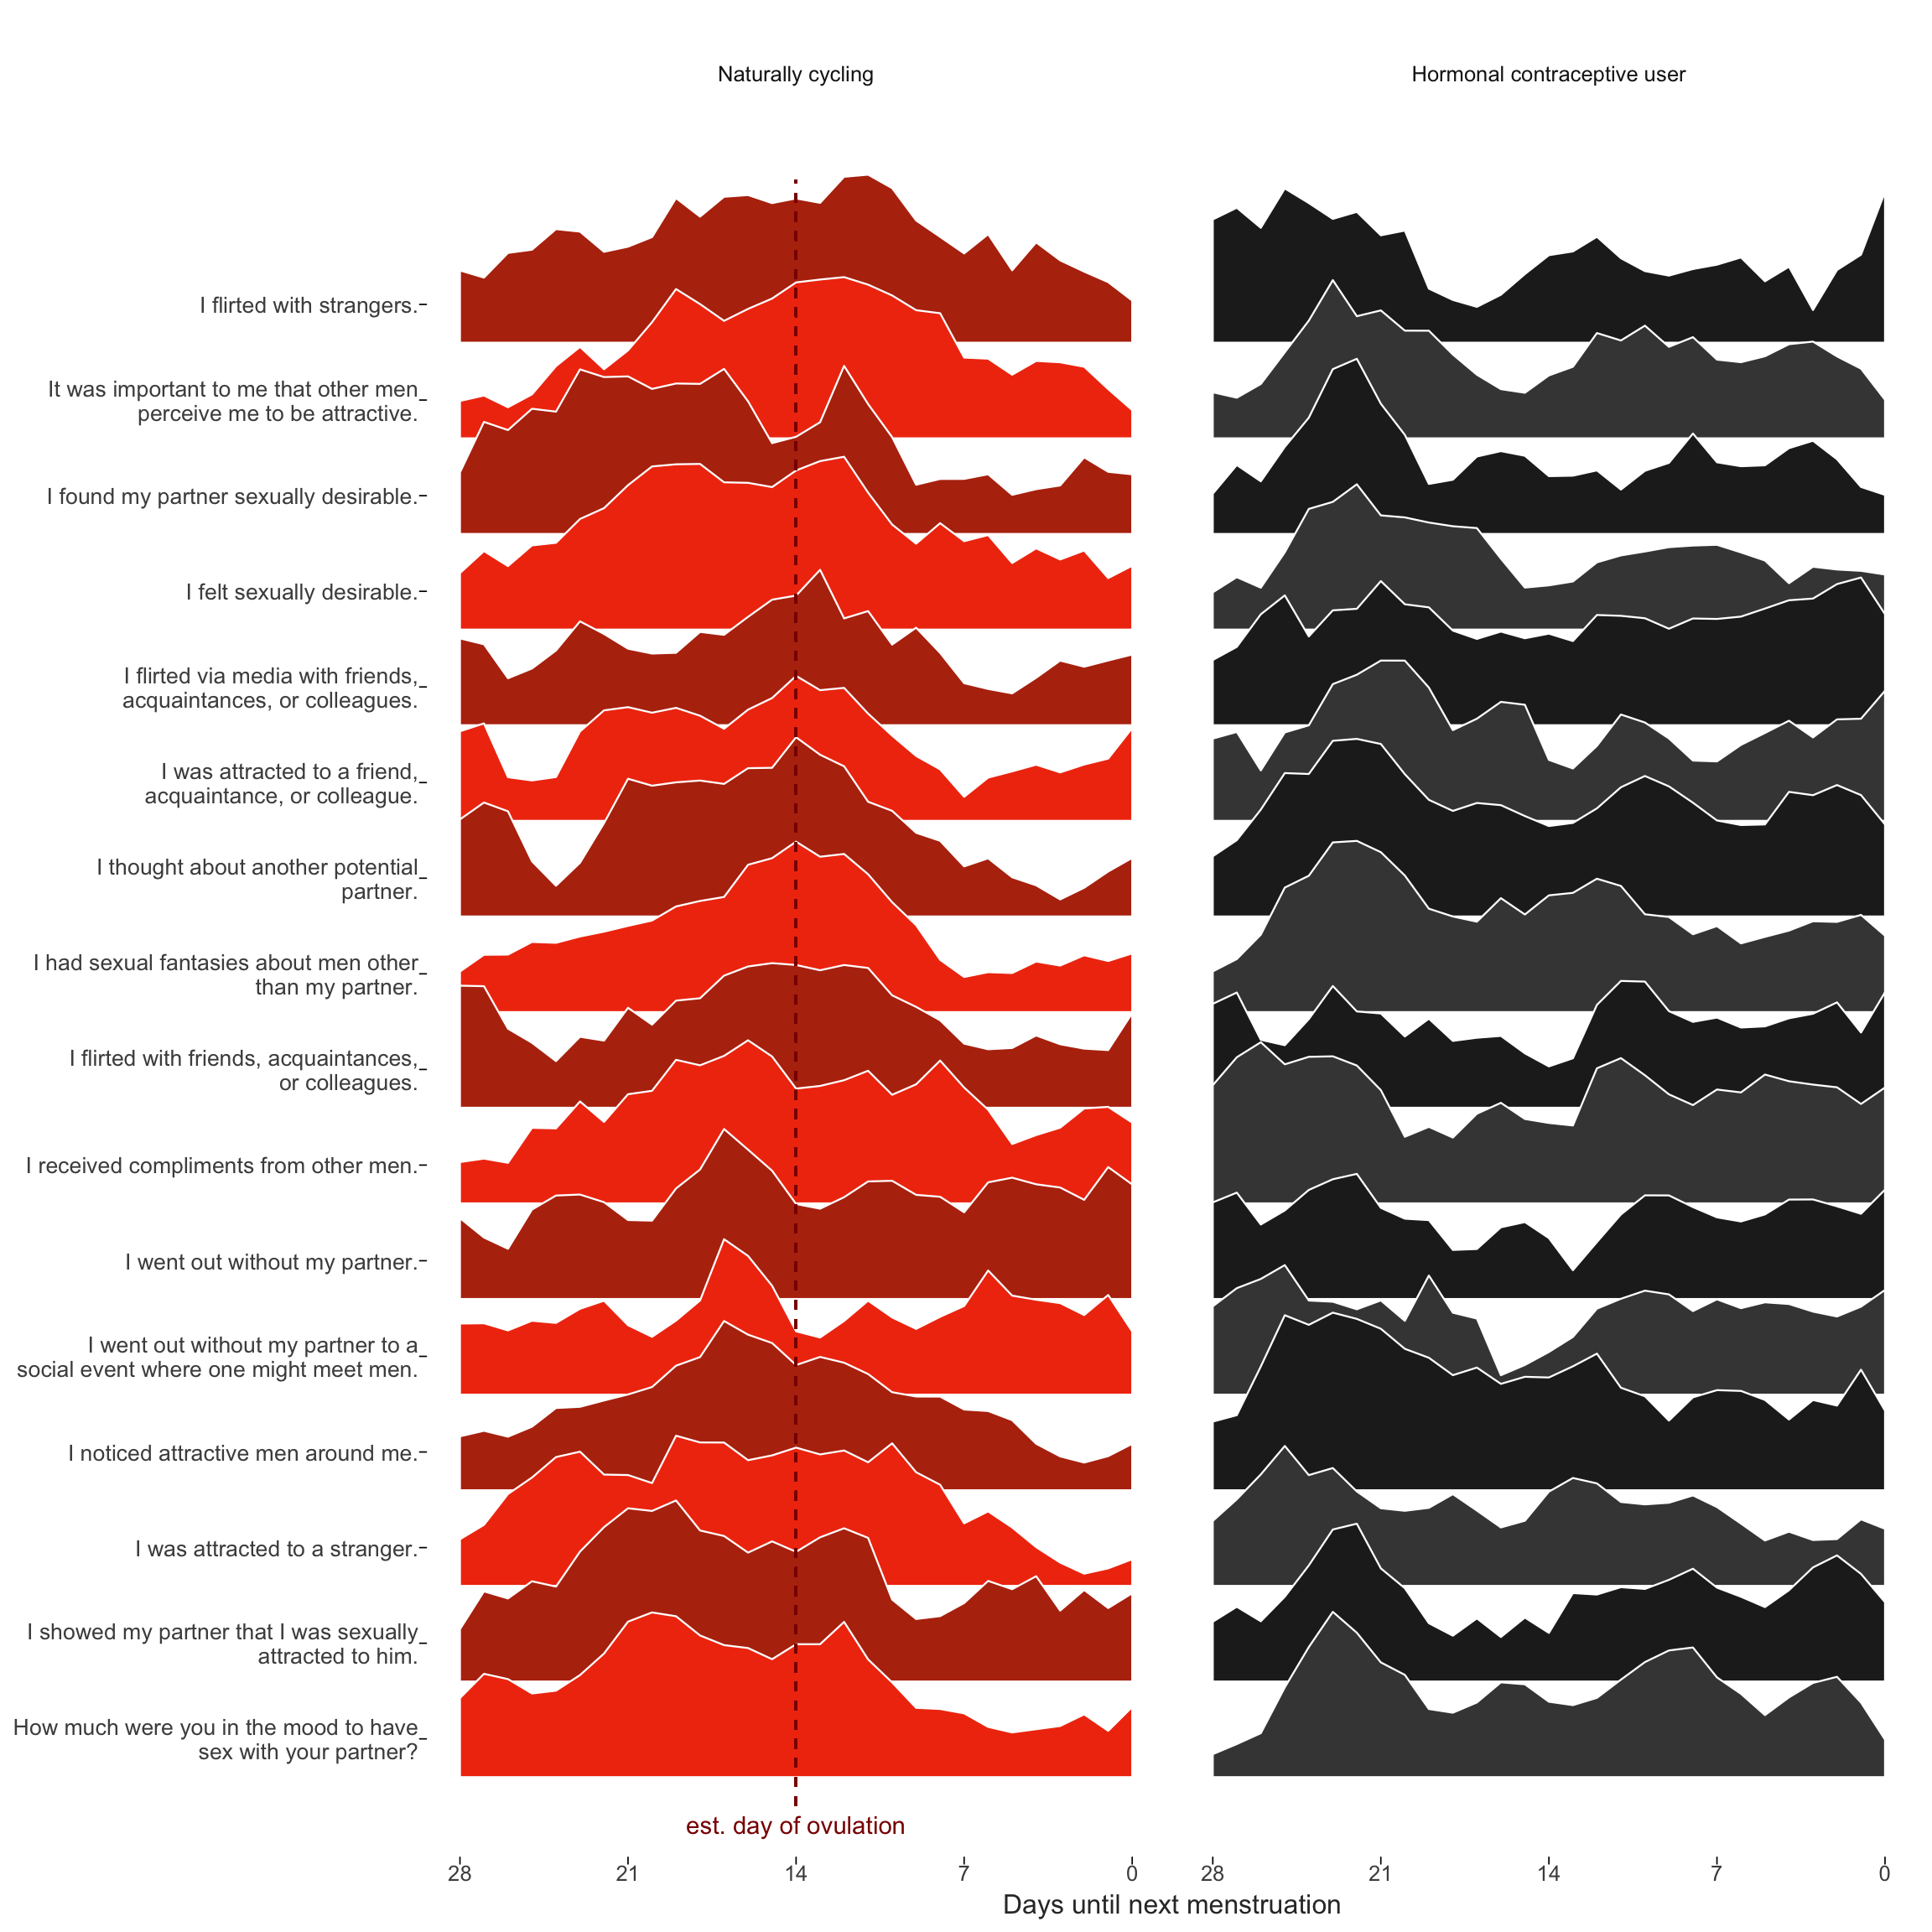 Naturally cycling
Hormonal contraceptive user
I flirted with strangers.
It was important to me that other men
perceive me to be attractive.
I found my partner sexually desirable.
I felt sexually desirable.
I flirted via media with friends,
acquaintances, or colleagues.
I was attracted to a friend,
acquaintance, or colleague.
I thought about another potential
partner.
I had sexual fantasies about men other
than my partner.
I flirted with friends, acquaintances,
or colleagues.
I received compliments from other men.
I went out without my partner.
I went out without my partner to a
social event where one might meet men.
I noticed attractive men around me.
I was attracted to a stranger.
I showed my partner that I was sexually
attracted to him.
How much were you in the mood to have
sex with your partner?
est. day of ovulation
28 21 14 7 0 28 21 14 7 0
Days until next menstruation